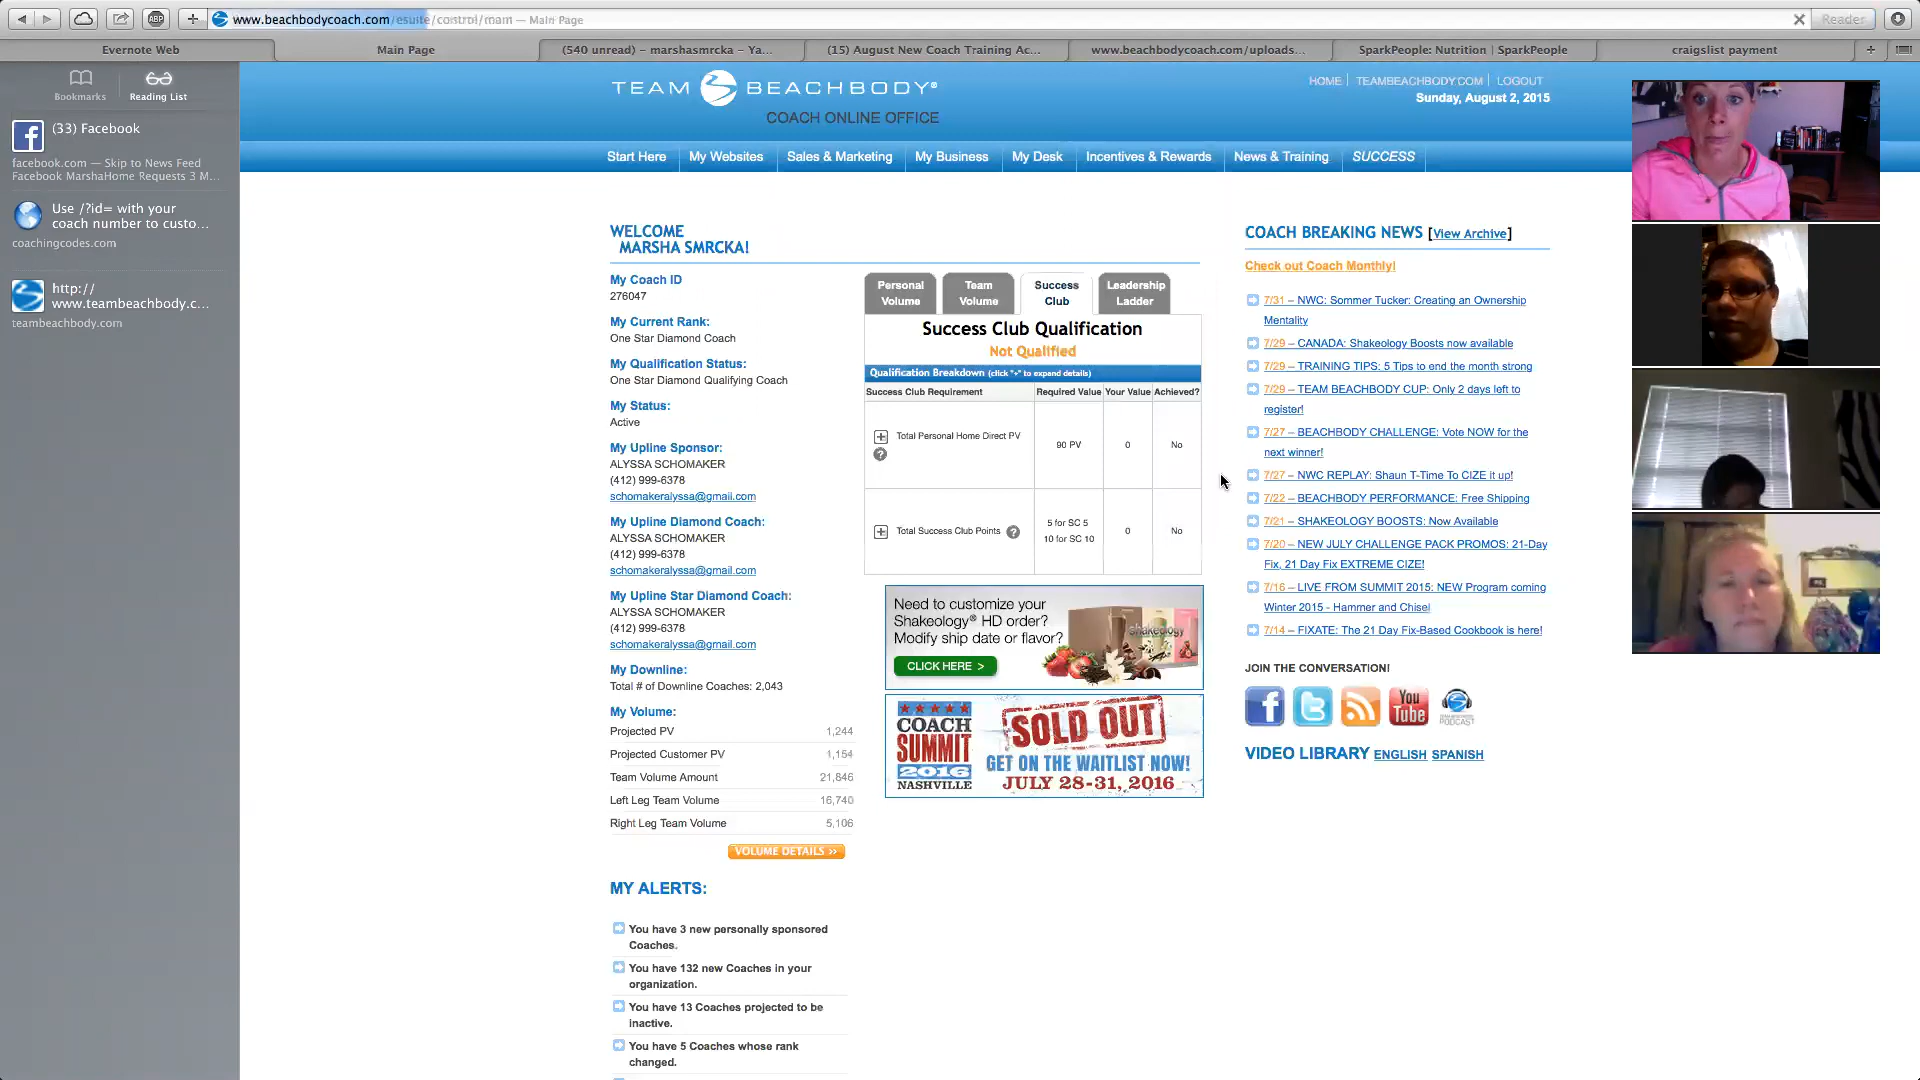 www.beachbodycoach.com/esuite/control/main — Main Page
Reader
Evernote Web
Main Page
(540 unread) – marshasmrcka – Ya...
(15) August New Coach Training Ac...
www.beachbodycoach.com/uploads...
SparkPeople: Nutrition | SparkPeople
craigslist payment
ABP
Bookmarks
Reading List
(33) Facebook
facebook.com — Skip to News Feed
Facebook MarshaHome Requests 3 M...
Use /?id= with your
coach number to custo...
coachingcodes.com
http://
www.teambeachbody.c...
teambeachbody.com
TEAM BEACHBODY®
COACH ONLINE OFFICE
HOME | TEAMBEACHBODY.COM | LOGOUT
Sunday, August 2, 2015
Start Here
My Websites
Sales & Marketing
My Business
My Desk
Incentives & Rewards
News & Training
SUCCESS
WELCOME
MARSHA SMRCKA!
My Coach ID
276047
My Current Rank:
One Star Diamond Coach
My Qualification Status:
One Star Diamond Qualifying Coach
My Status:
Active
My Upline Sponsor:
ALYSSA SCHOMAKER
(412) 999-6378
schomakeralyssa@gmail.com
My Upline Diamond Coach:
ALYSSA SCHOMAKER
(412) 999-6378
schomakeralyssa@gmail.com
My Upline Star Diamond Coach:
ALYSSA SCHOMAKER
(412) 999-6378
schomakeralyssa@gmail.com
My Downline:
Total # of Downline Coaches: 2,043
My Volume:
Projected PV 1,244
Projected Customer PV 1,154
Team Volume Amount 21,846
Left Leg Team Volume 16,740
Right Leg Team Volume 5,106
VOLUME DETAILS >>
MY ALERTS:
You have 3 new personally sponsored
Coaches.
You have 132 new Coaches in your
organization.
You have 13 Coaches projected to be
inactive.
You have 5 Coaches whose rank
changed.
Personal
Volume
Team
Volume
Success
Club
Leadership
Ladder
Success Club Qualification
Not Qualified
Qualification Breakdown (click "+" to expand details)
Success Club Requirement Required Value Your Value Achieved?
Total Personal Home Direct PV 90 PV 0 No
Total Success Club Points 5 for SC 5
10 for SC 10 0 No
Need to customize your
Shakeology® HD order?
Modify ship date or flavor?
CLICK HERE >
shakeology
COACH
SUMMIT
2016
NASHVILLE
SOLD OUT
GET ON THE WAITLIST NOW!
JULY 28-31, 2016
COACH BREAKING NEWS [View Archive]
Check out Coach Monthly!
7/31 – NWC: Sommer Tucker: Creating an Ownership
Mentality
7/29 – CANADA: Shakeology Boosts now available
7/29 – TRAINING TIPS: 5 Tips to end the month strong
7/29 – TEAM BEACHBODY CUP: Only 2 days left to
register!
7/27 – BEACHBODY CHALLENGE: Vote NOW for the
next winner!
7/27 – NWC REPLAY: Shaun T-Time To CIZE it up!
7/22 – BEACHBODY PERFORMANCE: Free Shipping
7/21 – SHAKEOLOGY BOOSTS: Now Available
7/20 – NEW JULY CHALLENGE PACK PROMOS: 21-Day
Fix, 21 Day Fix EXTREME CIZE!
7/16 – LIVE FROM SUMMIT 2015: NEW Program coming
Winter 2015 - Hammer and Chisel
7/14 – FIXATE: The 21 Day Fix-Based Cookbook is here!
JOIN THE CONVERSATION!
You
Tube
PODCAST
VIDEO LIBRARY ENGLISH SPANISH